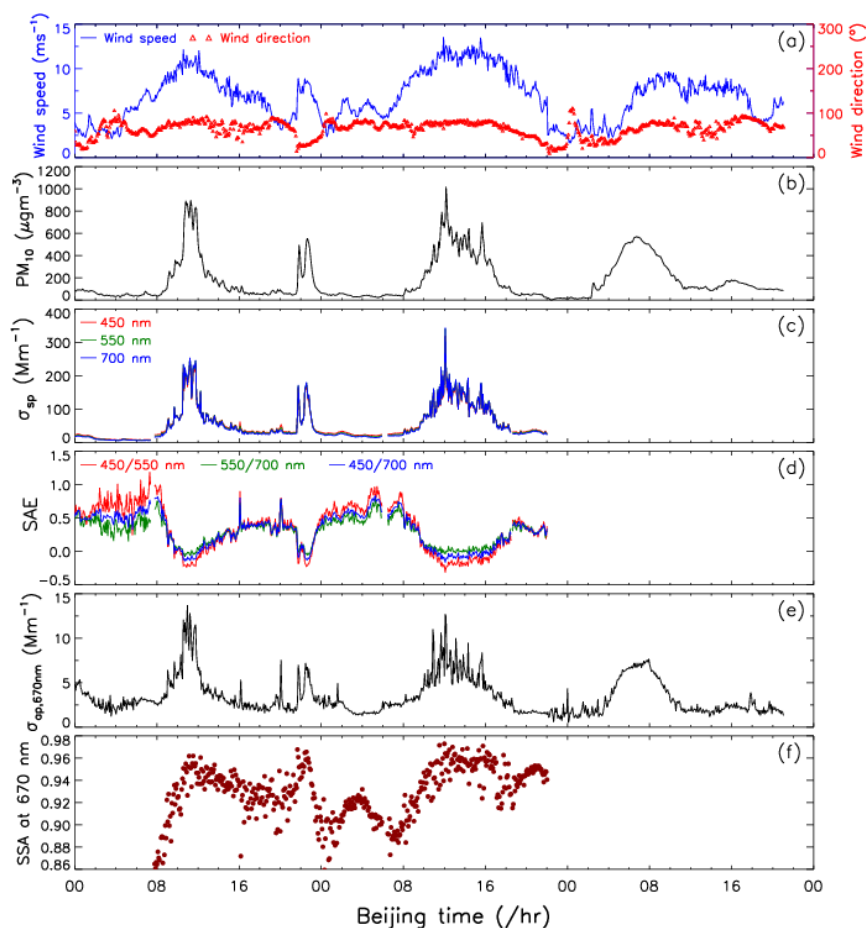 Wind speed Wind direction (a)
Wind speed (ms⁻¹)
15
10
5
0
300
200
100
0
Wind direction (°)
(b)
PM₁₀ (μgm⁻³)
1200
1000
800
600
400
200
0
(c)
450 nm
550 nm
700 nm
σsp (Mm⁻¹)
400
300
200
100
0
(d)
450/550 nm 550/700 nm 450/700 nm
SAE
1.5
1.0
0.5
0.0
−0.5
(e)
σap,670nm (Mm⁻¹)
15
10
5
0
(f)
SSA at 670 nm
0.98
0.96
0.94
0.92
0.90
0.88
0.86
00 08 16 00 08 16 00 08 16 00
Beijing time (/hr)